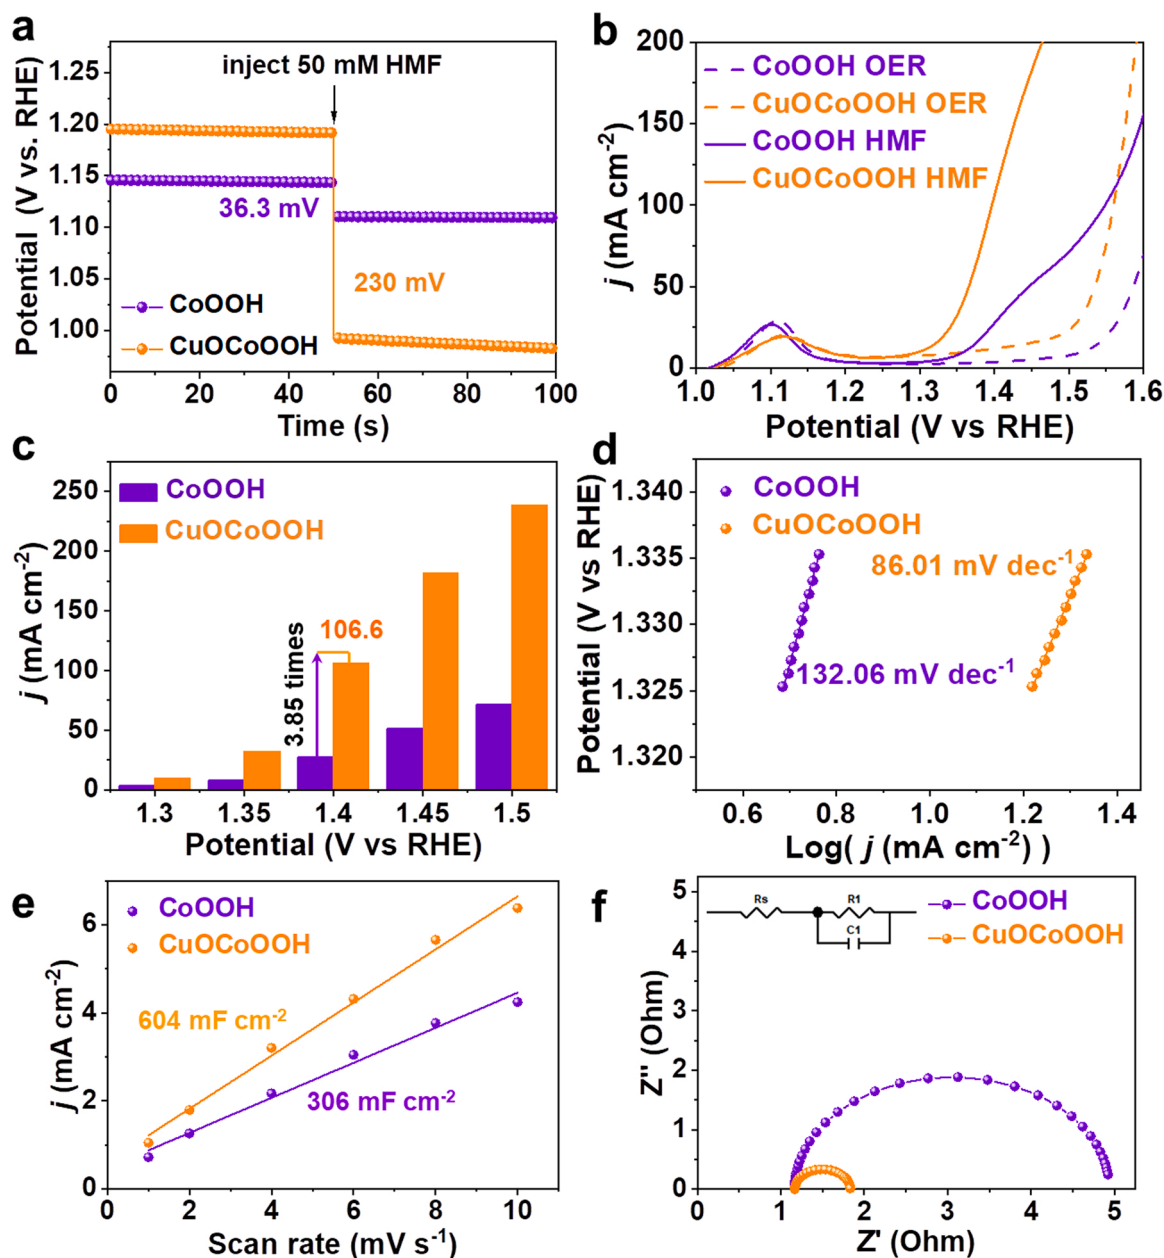 a
inject 50 mM HMF
Potential (V vs. RHE)
1.25
1.20
1.15
1.10
1.05
1.00
36.3 mV
230 mV
CoOOH
CuOCoOOH
0 20 40 60 80 100
Time (s)
b
j (mA cm-2)
200
150
100
50
0
CoOOH OER
CuOCoOOH OER
CoOOH HMF
CuOCoOOH HMF
1.0 1.1 1.2 1.3 1.4 1.5 1.6
Potential (V vs RHE)
c
j (mA cm-2)
250
200
150
100
50
0
CoOOH
CuOCoOOH
106.6
3.85 times
1.3 1.35 1.4 1.45 1.5
Potential (V vs RHE)
d
Potential (V vs RHE)
1.340
1.335
1.330
1.325
1.320
CoOOH
CuOCoOOH
86.01 mV dec-1
132.06 mV dec-1
0.6 0.8 1.0 1.2 1.4
Log( j (mA cm-2) )
e
j (mA cm-2)
6
4
2
0
CoOOH
CuOCoOOH
604 mF cm-2
306 mF cm-2
0 2 4 6 8 10
Scan rate (mV s-1)
f
Z'' (Ohm)
5
4
3
2
1
0
Rs
R1
C1
CoOOH
CuOCoOOH
0 1 2 3 4 5
Z' (Ohm)